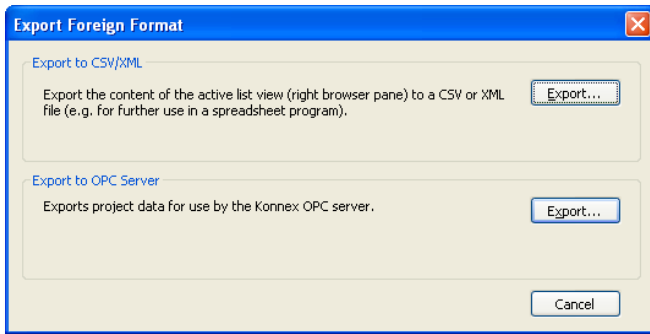 Export Foreign Format
Export to CSV/XML
Export the content of the active list view (right browser pane) to a CSV or XML
file (e.g. for further use in a spreadsheet program).
Export...
Export to OPC Server
Exports project data for use by the Konnex OPC server.
Export...
Cancel